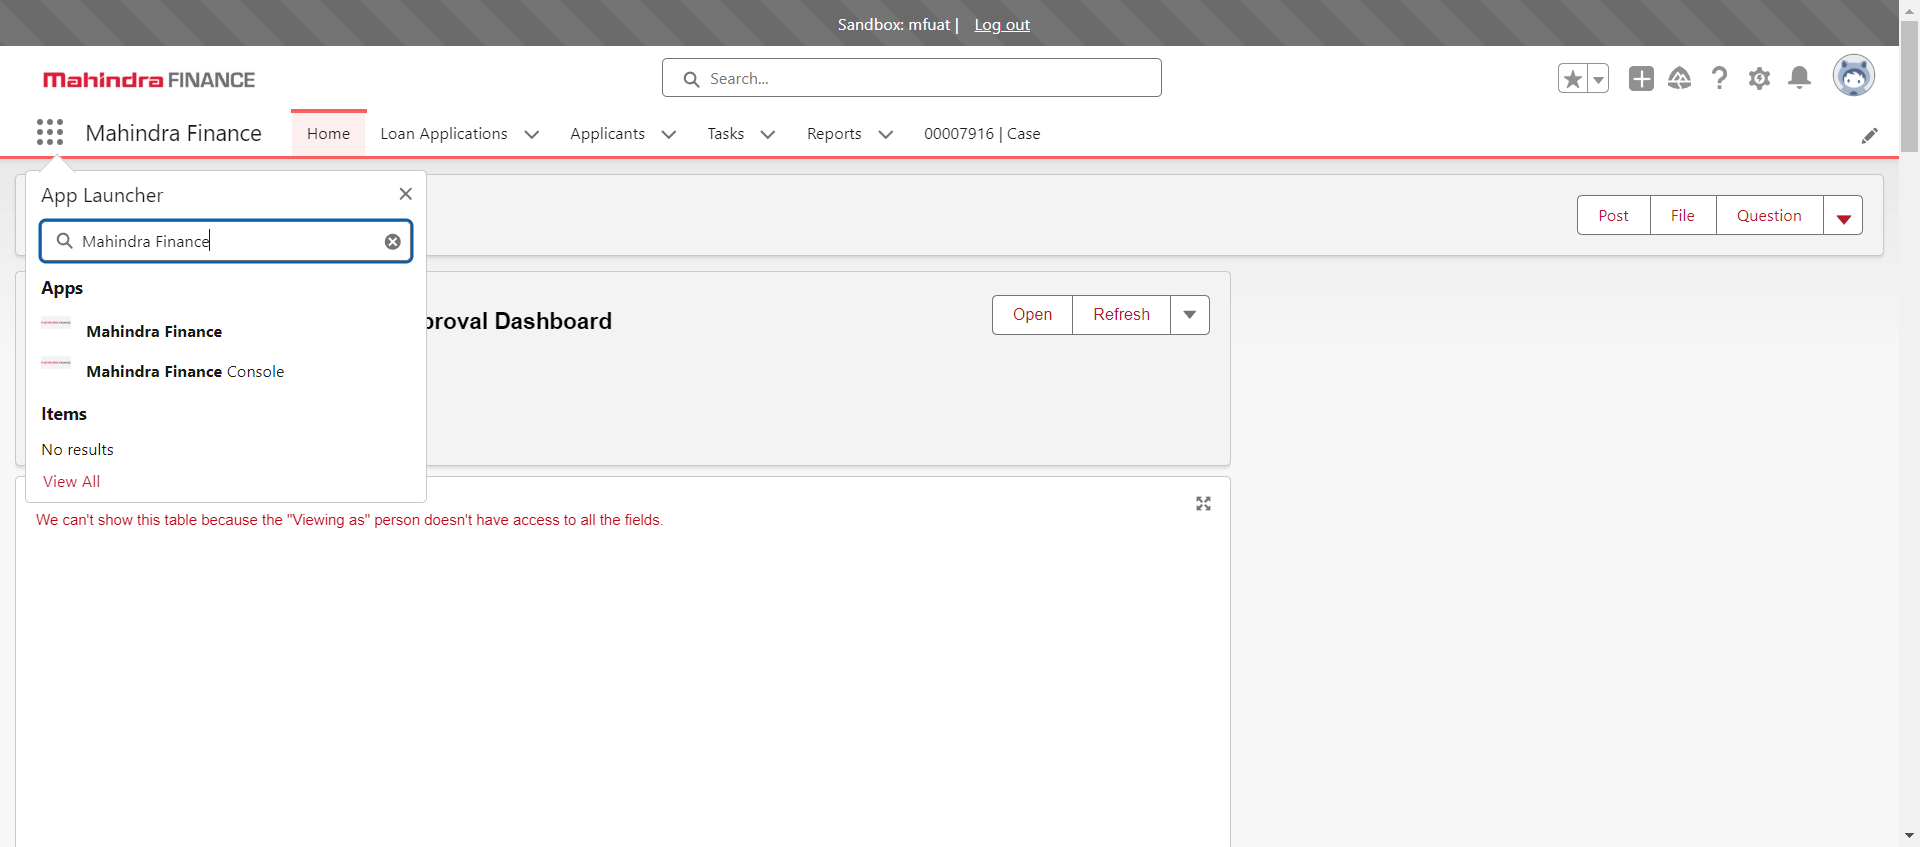 Sandbox: mfuat | Log out
Mahindra FINANCE
Search...
Mahindra Finance
Home
Loan Applications
Applicants
Tasks
Reports
00007916 | Case
App Launcher
Mahindra Finance
Apps
Mahindra Finance
Mahindra Finance Console
Items
No results
View All
Post
File
Question
proval Dashboard
Open
Refresh
We can't show this table because the "Viewing as" person doesn't have access to all the fields.